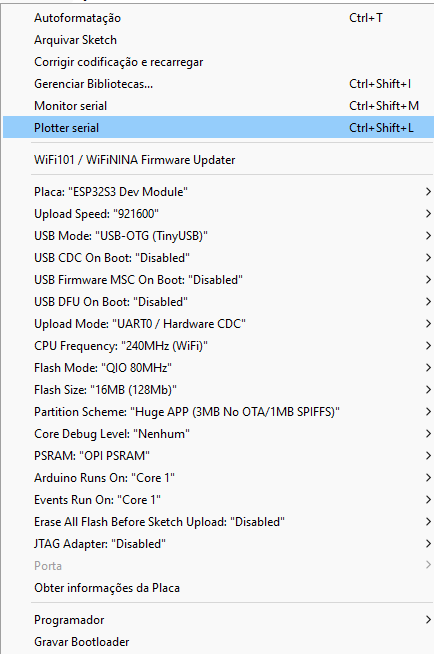 Autoformatação Ctrl+T
Arquivar Sketch
Corrigir codificação e recarregar
Gerenciar Bibliotecas... Ctrl+Shift+I
Monitor serial Ctrl+Shift+M
Plotter serial Ctrl+Shift+L
WiFi101 / WiFiNINA Firmware Updater
Placa: "ESP32S3 Dev Module"
Upload Speed: "921600"
USB Mode: "USB-OTG (TinyUSB)"
USB CDC On Boot: "Disabled"
USB Firmware MSC On Boot: "Disabled"
USB DFU On Boot: "Disabled"
Upload Mode: "UART0 / Hardware CDC"
CPU Frequency: "240MHz (WiFi)"
Flash Mode: "QIO 80MHz"
Flash Size: "16MB (128Mb)"
Partition Scheme: "Huge APP (3MB No OTA/1MB SPIFFS)"
Core Debug Level: "Nenhum"
PSRAM: "OPI PSRAM"
Arduino Runs On: "Core 1"
Events Run On: "Core 1"
Erase All Flash Before Sketch Upload: "Disabled"
JTAG Adapter: "Disabled"
Porta
Obter informações da Placa
Programador
Gravar Bootloader